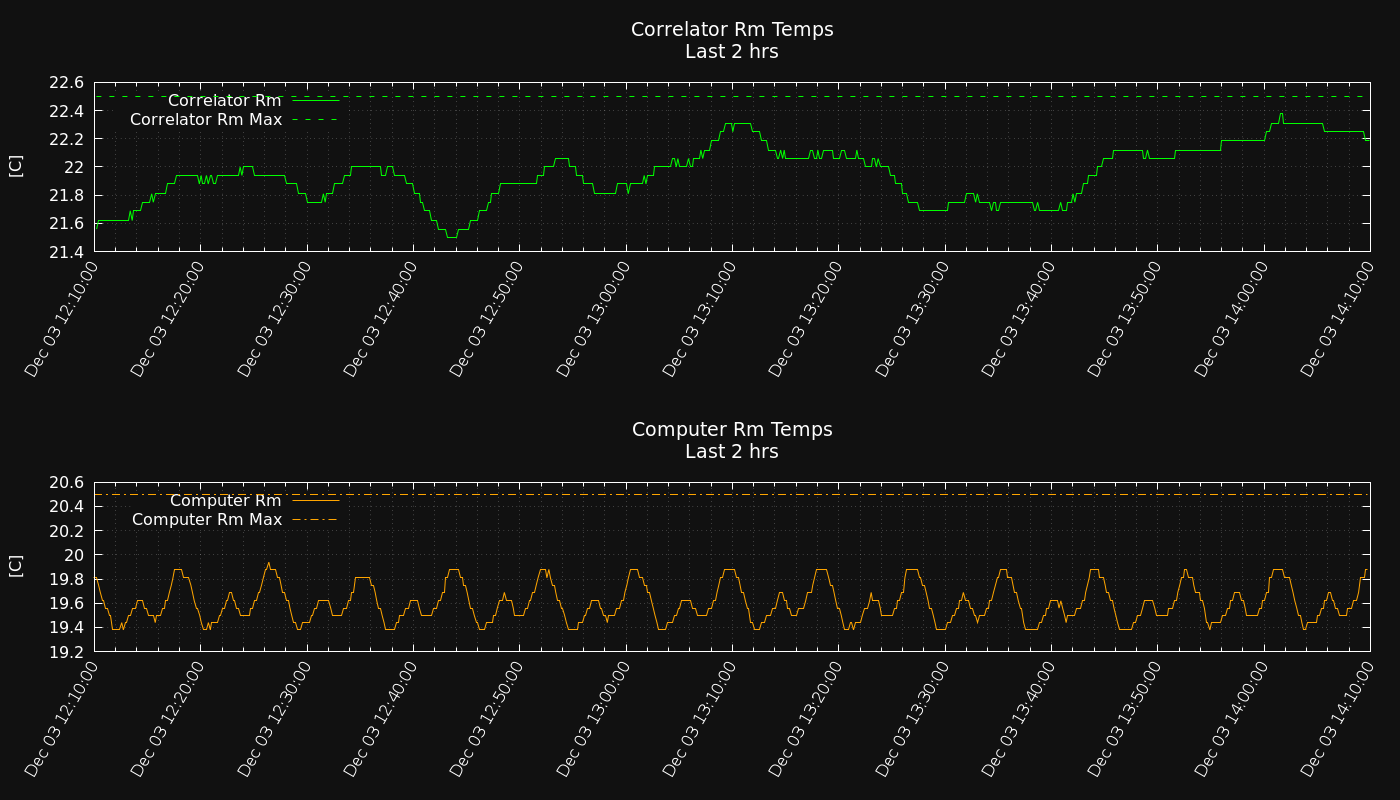 Correlator Rm Temps
Last 2 hrs
22.6
22.4
22.2
22
21.8
21.6
21.4
[C]
Correlator Rm
Correlator Rm Max
Dec 03 12:10:00
Dec 03 12:20:00
Dec 03 12:30:00
Dec 03 12:40:00
Dec 03 12:50:00
Dec 03 13:00:00
Dec 03 13:10:00
Dec 03 13:20:00
Dec 03 13:30:00
Dec 03 13:40:00
Dec 03 13:50:00
Dec 03 14:00:00
Dec 03 14:10:00
Computer Rm Temps
Last 2 hrs
20.6
20.4
20.2
20
19.8
19.6
19.4
19.2
[C]
Computer Rm
Computer Rm Max
Dec 03 12:10:00
Dec 03 12:20:00
Dec 03 12:30:00
Dec 03 12:40:00
Dec 03 12:50:00
Dec 03 13:00:00
Dec 03 13:10:00
Dec 03 13:20:00
Dec 03 13:30:00
Dec 03 13:40:00
Dec 03 13:50:00
Dec 03 14:00:00
Dec 03 14:10:00